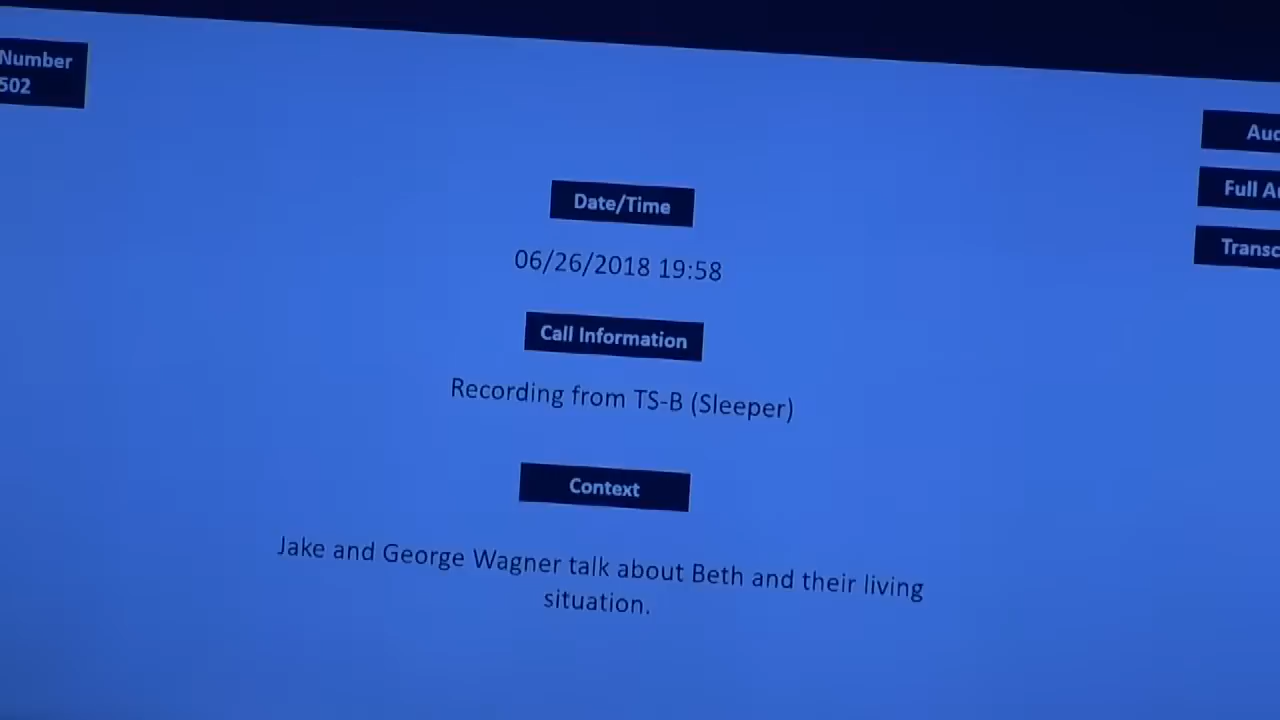 Number
502
Date/Time
06/26/2018 19:58
Call Information
Recording from TS-B (Sleeper)
Context
Jake and George Wagner talk about Beth and their living
situation.
Full